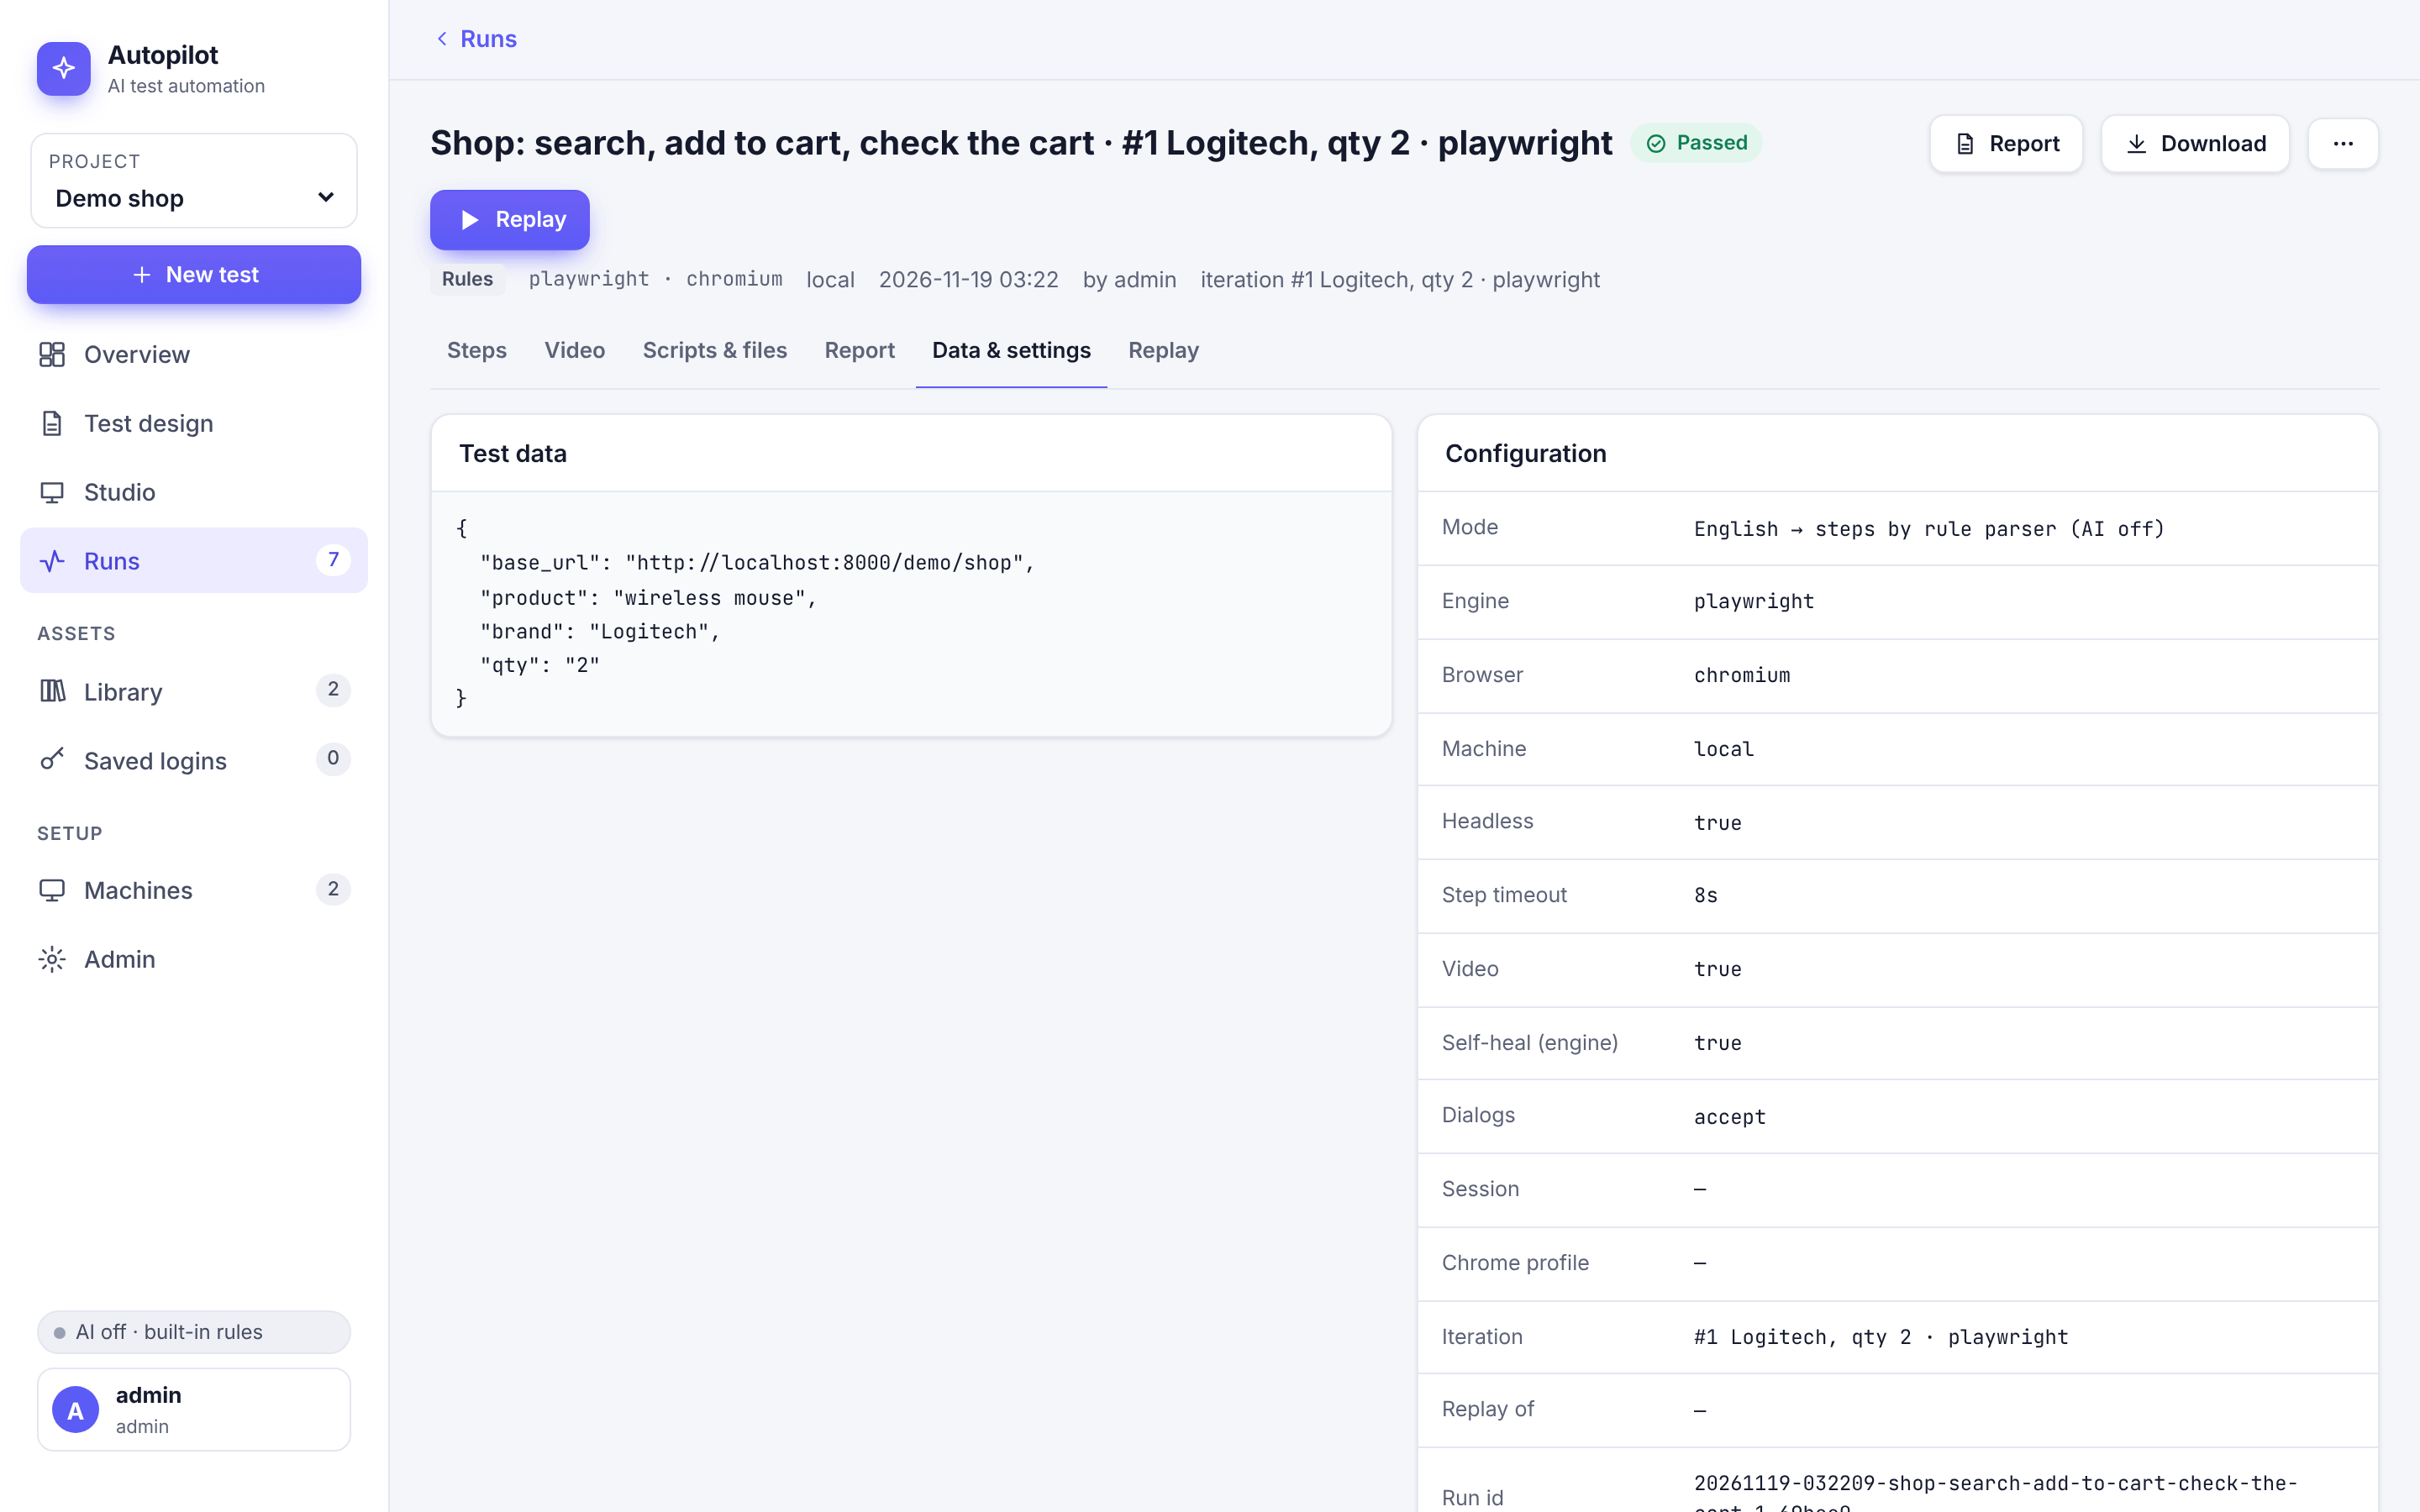 Autopilot
AI test automation
PROJECT
Demo shop
New test
Overview
Test design
Studio
Runs 7
ASSETS
Library 2
Saved logins 0
SETUP
Machines 2
Admin
AI off · built-in rules
A
admin
admin
Runs
Shop: search, add to cart, check the cart · #1 Logitech, qty 2 · playwright Passed
Report Download
Replay
Rules playwright · chromium local 2026-11-19 03:22 by admin iteration #1 Logitech, qty 2 · playwright
Steps Video Scripts & files Report Data & settings Replay
Test data
{
"base_url": "http://localhost:8000/demo/shop",
"product": "wireless mouse",
"brand": "Logitech",
"qty": "2"
}
Configuration
Mode English → steps by rule parser (AI off)
Engine playwright
Browser chromium
Machine local
Headless true
Step timeout 8s
Video true
Self-heal (engine) true
Dialogs accept
Session —
Chrome profile —
Iteration #1 Logitech, qty 2 · playwright
Replay of —
Run id 20261119-032209-shop-search-add-to-cart-check-the-